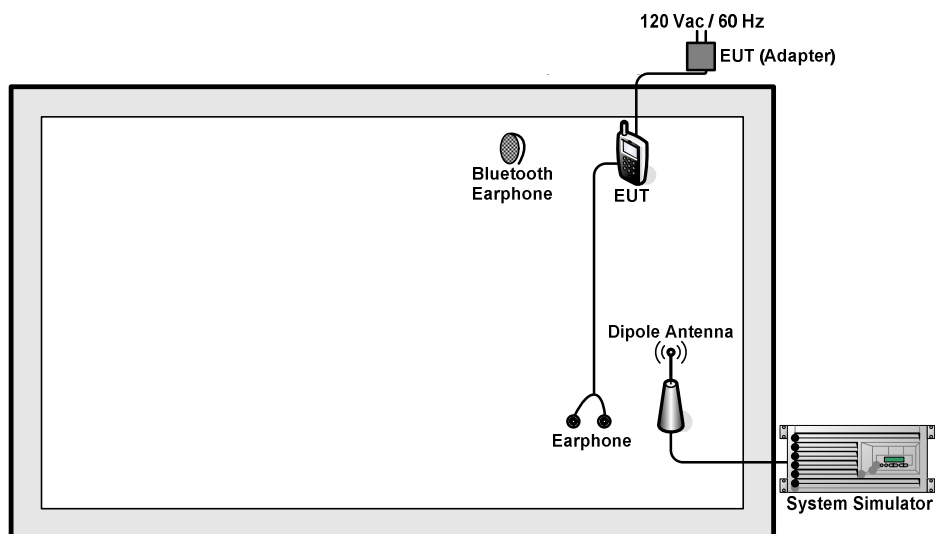 120 Vac / 60 Hz
EUT (Adapter)
Bluetooth
Earphone
EUT
Dipole Antenna
Earphone
System Simulator